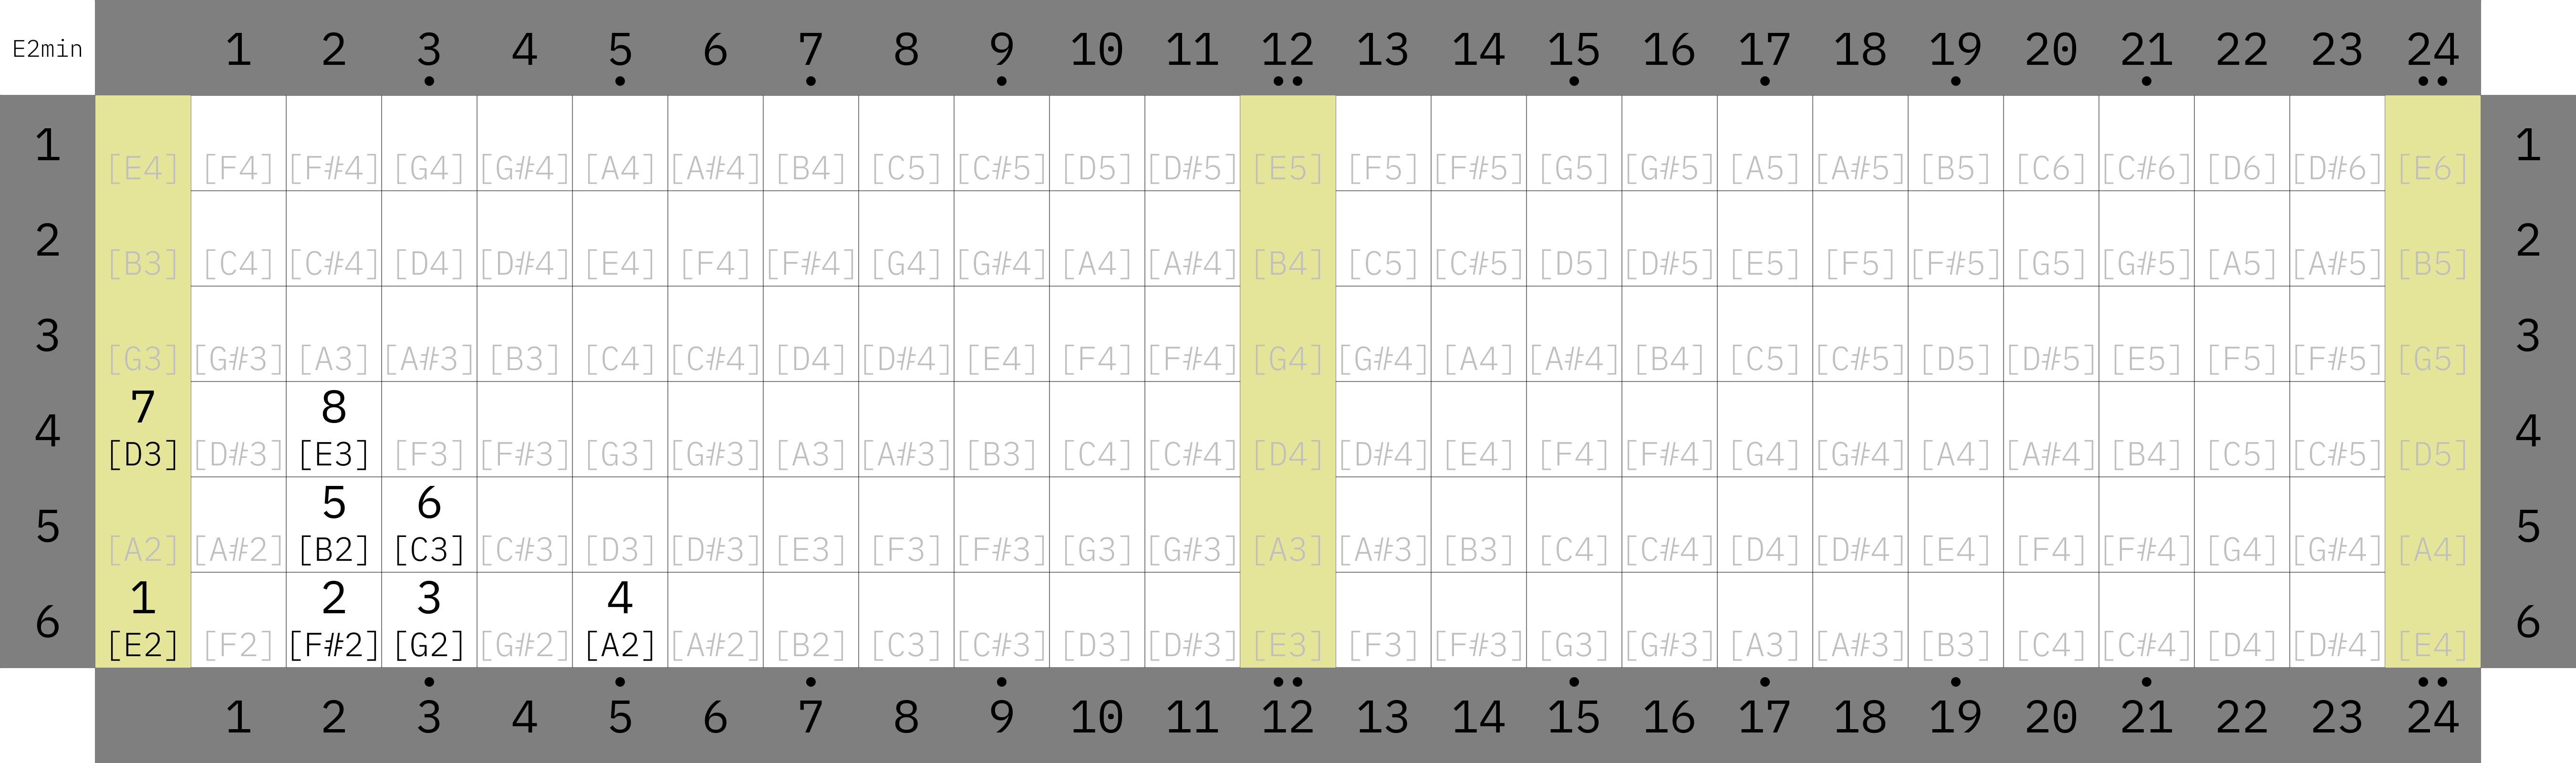 E2min 1 2 3 4 5 6 7 8 9 10 11 12 13 14 15 16 17 18 19 20 21 22 23 24
1 [E4] [F4] [F#4] [G4] [G#4] [A4] [A#4] [B4] [C5] [C#5] [D5] [D#5] [E5] [F5] [F#5] [G5] [G#5] [A5] [A#5] [B5] [C6] [C#6] [D6] [D#6] [E6] 1
2 [B3] [C4] [C#4] [D4] [D#4] [E4] [F4] [F#4] [G4] [G#4] [A4] [A#4] [B4] [C5] [C#5] [D5] [D#5] [E5] [F5] [F#5] [G5] [G#5] [A5] [A#5] [B5] 2
3 [G3] [G#3] [A3] [A#3] [B3] [C4] [C#4] [D4] [D#4] [E4] [F4] [F#4] [G4] [G#4] [A4] [A#4] [B4] [C5] [C#5] [D5] [D#5] [E5] [F5] [F#5] [G5] 3
7 8
4 [D3] [D#3] [E3] [F3] [F#3] [G3] [G#3] [A3] [A#3] [B3] [C4] [C#4] [D4] [D#4] [E4] [F4] [F#4] [G4] [G#4] [A4] [A#4] [B4] [C5] [C#5] [D5] 4
5 6
5 [A2] [A#2] [B2] [C3] [C#3] [D3] [D#3] [E3] [F3] [F#3] [G3] [G#3] [A3] [A#3] [B3] [C4] [C#4] [D4] [D#4] [E4] [F4] [F#4] [G4] [G#4] [A4] 5
1 2 3 4
6 [E2] [F2] [F#2] [G2] [G#2] [A2] [A#2] [B2] [C3] [C#3] [D3] [D#3] [E3] [F3] [F#3] [G3] [G#3] [A3] [A#3] [B3] [C4] [C#4] [D4] [D#4] [E4] 6
1 2 3 4 5 6 7 8 9 10 11 12 13 14 15 16 17 18 19 20 21 22 23 24